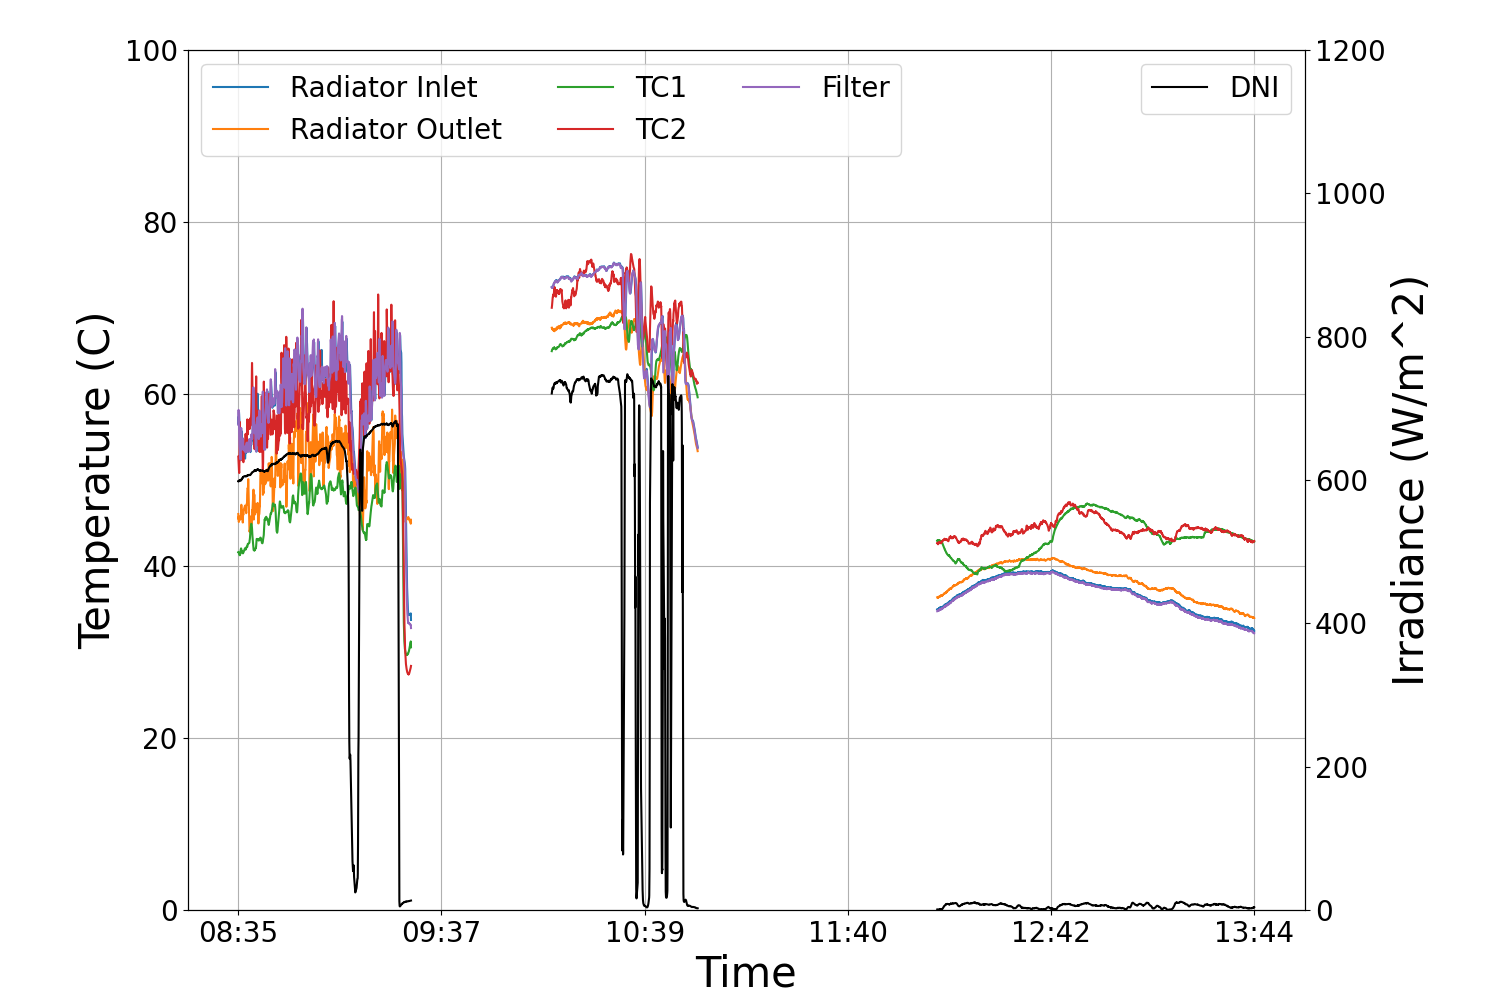 100
80
60
40
20
0
Temperature (C)
Radiator Inlet
Radiator Outlet
TC1
TC2
Filter
DNI
1200
1000
800
600
400
200
0
Irradiance (W/m^2)
08:35
09:37
10:39
11:40
12:42
13:44
Time